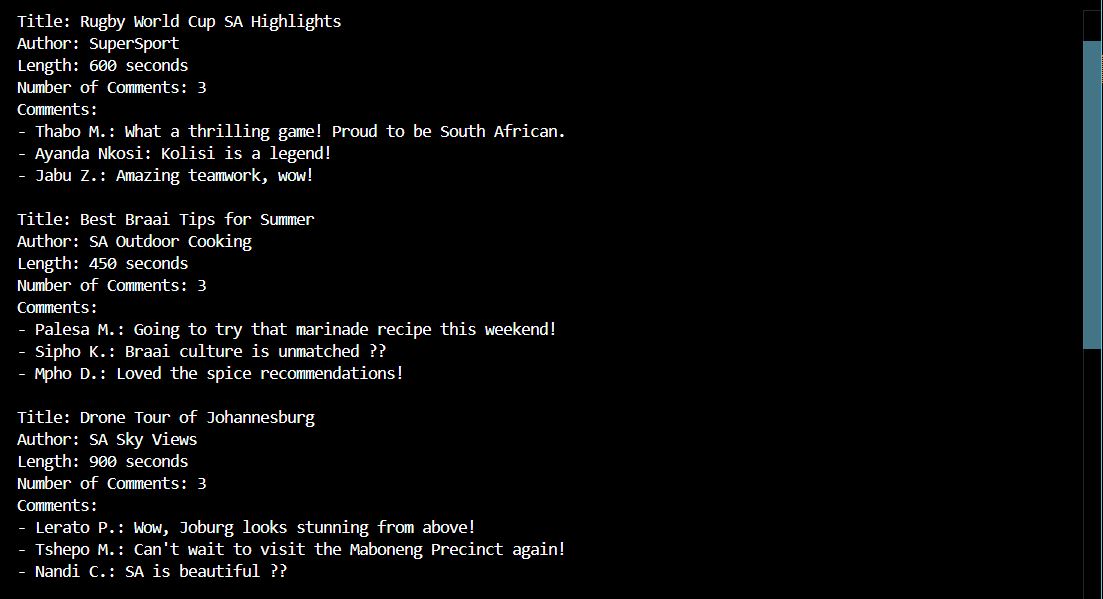 Title: Rugby World Cup SA Highlights
Author: SuperSport
Length: 600 seconds
Number of Comments: 3
Comments:
- Thabo M.: What a thrilling game! Proud to be South African.
- Ayanda Nkosi: Kolisi is a legend!
- Jabu Z.: Amazing teamwork, wow!

Title: Best Braai Tips for Summer
Author: SA Outdoor Cooking
Length: 450 seconds
Number of Comments: 3
Comments:
- Palesa M.: Going to try that marinade recipe this weekend!
- Sipho K.: Braai culture is unmatched ??
- Mpho D.: Loved the spice recommendations!

Title: Drone Tour of Johannesburg
Author: SA Sky Views
Length: 900 seconds
Number of Comments: 3
Comments:
- Lerato P.: Wow, Joburg looks stunning from above!
- Tshepo M.: Can't wait to visit the Maboneng Precinct again!
- Nandi C.: SA is beautiful ??